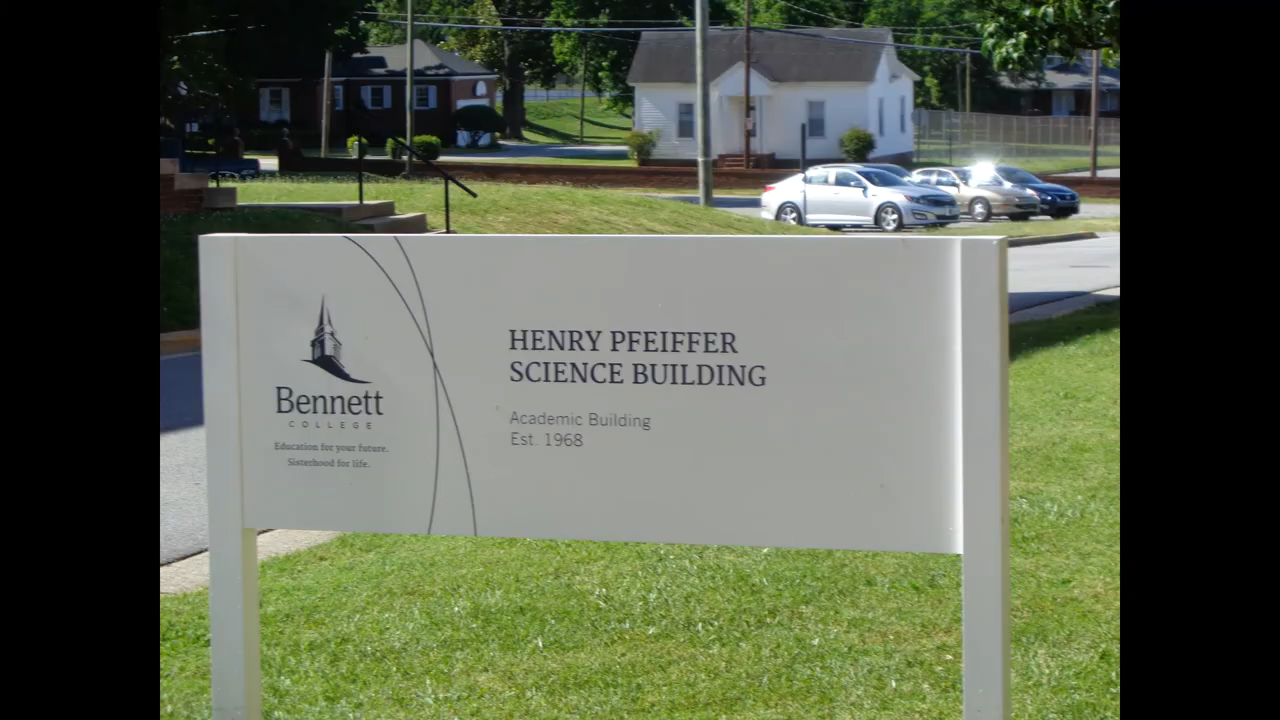 Bennett
COLLEGE
Education for your future.
Sisterhood for life.
HENRY PFEIFFER
SCIENCE BUILDING
Academic Building
Est. 1968